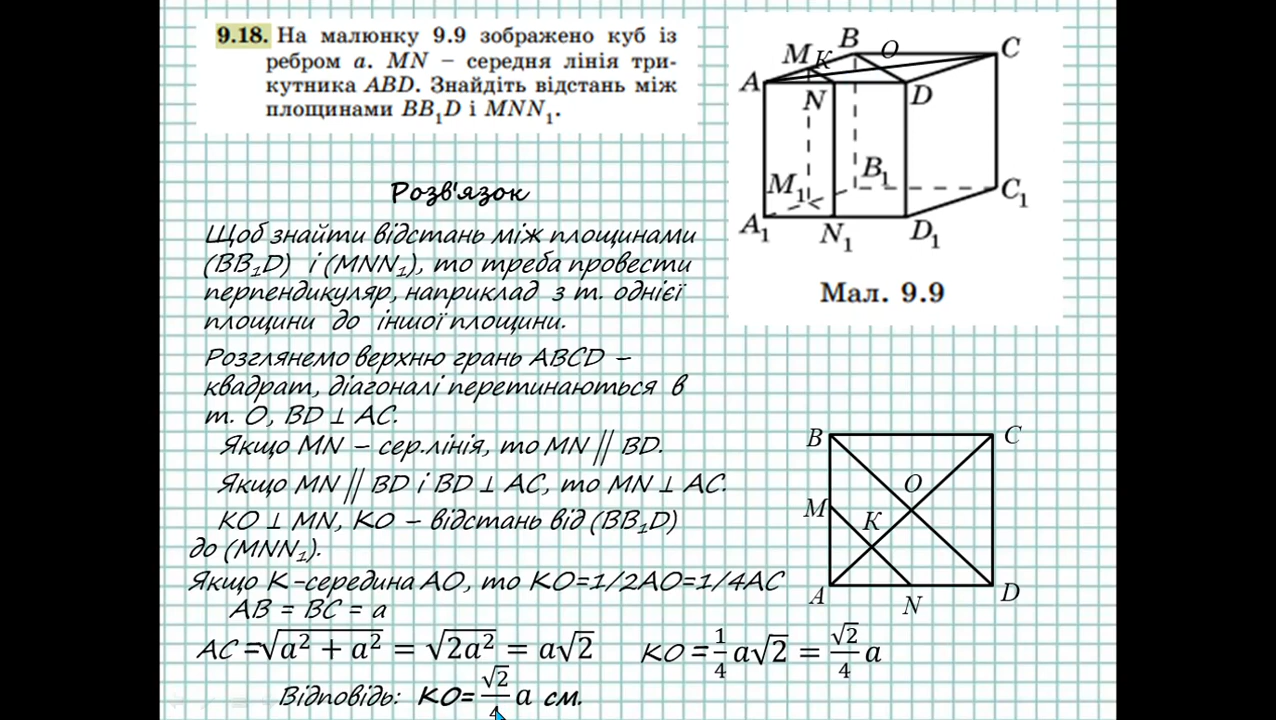 9.18. На малюнку 9.9 зображено куб із
ребром a. MN – середня лінія три-
кутника ABD. Знайдіть відстань між
площинами BB₁D і MNN₁.
B
O
C
M
К
A
N
D
M₁
B₁
C₁
A₁
N₁
D₁
Мал. 9.9
Розв'язок
Щоб знайти відстань між площинами
(BB₁D) і (MNN₁), то треба провести
перпендикуляр, наприклад з т. однієї
площини до іншої площини.
Розглянемо верхню грань ABCD –
квадрат, діагоналі перетинаються в
т. О, BD ⊥ AC.
Якщо MN – сер.лінія, то MN || BD.
Якщо MN || BD і BD ⊥ AC, то MN ⊥ AC.
KO ⊥ MN, KO – відстань від (BB₁D)
до (MNN₁).
Якщо К-середина АО, то KO=1/2AO=1/4AC
AB = BC = a
AC =√(a² + a²) = √(2a²) = a√2
KO = 1/4 a√2 = √2/4 a
Відповідь: KO= √2/4 a см.
B
C
O
M
К
A
N
D